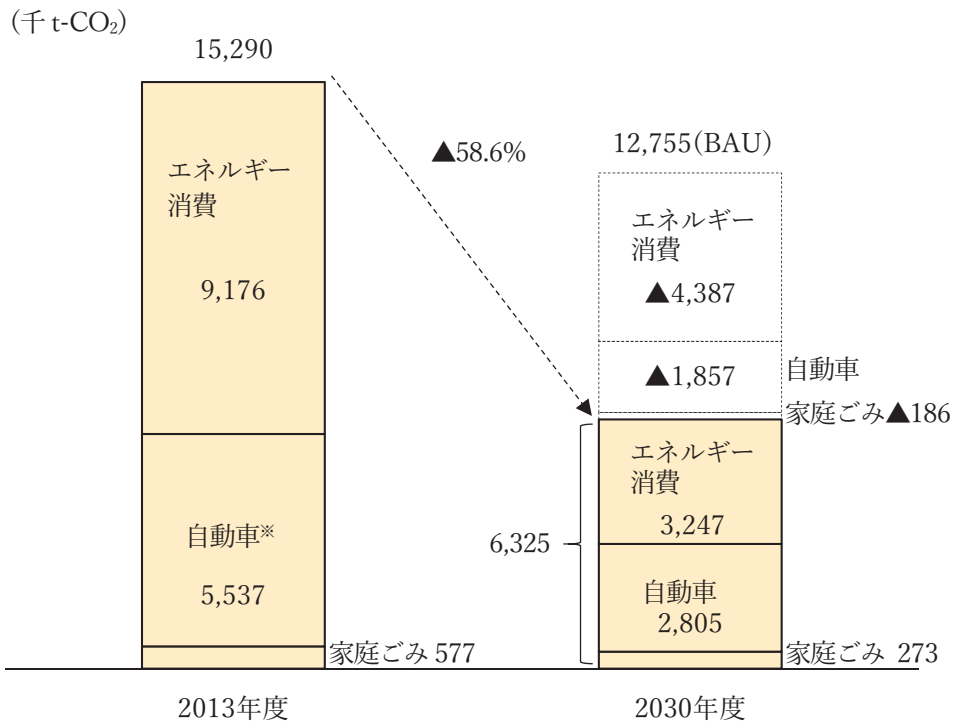 (千 t-CO₂)
15,290
エネルギー
消費
9,176
自動車※
5,537
家庭ごみ 577
2013年度
▲58.6%
12,755(BAU)
エネルギー
消費
▲4,387
▲1,857
自動車
家庭ごみ▲186
6,325
エネルギー
消費
3,247
自動車
2,805
家庭ごみ 273
2030年度